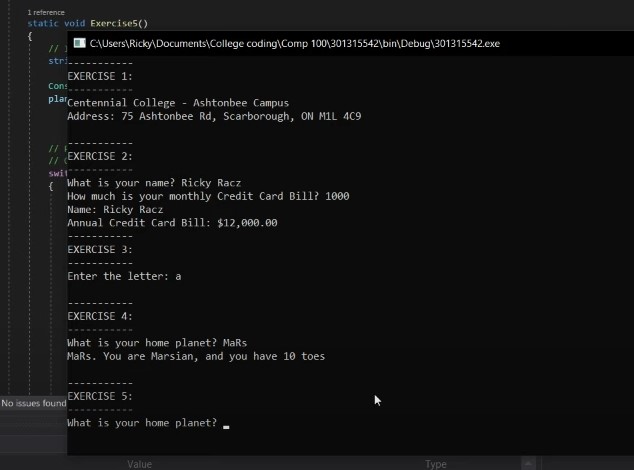 1 reference
static void Exercise5()
{
//
stri
Cons
plan
//
//
swit
{
No issues found
C:\Users\Ricky\Documents\College coding\Comp 100\301315542\bin\Debug\301315542.exe
-----------
EXERCISE 1:
-----------
Centennial College - Ashtonbee Campus
Address: 75 Ashtonbee Rd, Scarborough, ON M1L 4C9
-----------
EXERCISE 2:
-----------
What is your name? Ricky Racz
How much is your monthly Credit Card Bill? 1000
Name: Ricky Racz
Annual Credit Card Bill: $12,000.00
-----------
EXERCISE 3:
-----------
Enter the letter: a
-----------
EXERCISE 4:
-----------
What is your home planet? MaRs
MaRs. You are Marsian, and you have 10 toes
-----------
EXERCISE 5:
-----------
What is your home planet? _
Value
Type